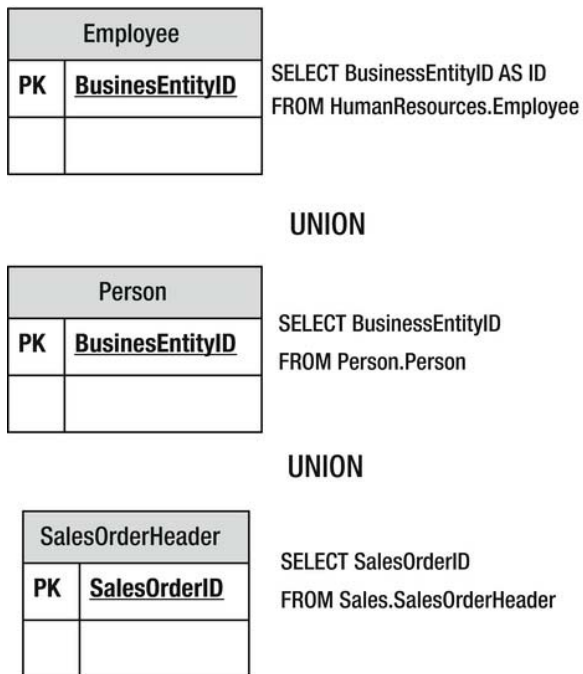 Employee
PK BusinesEntityID
SELECT BusinessEntityID AS ID
FROM HumanResources.Employee
UNION
Person
PK BusinesEntityID
SELECT BusinessEntityID
FROM Person.Person
UNION
SalesOrderHeader
PK SalesOrderID
SELECT SalesOrderID
FROM Sales.SalesOrderHeader